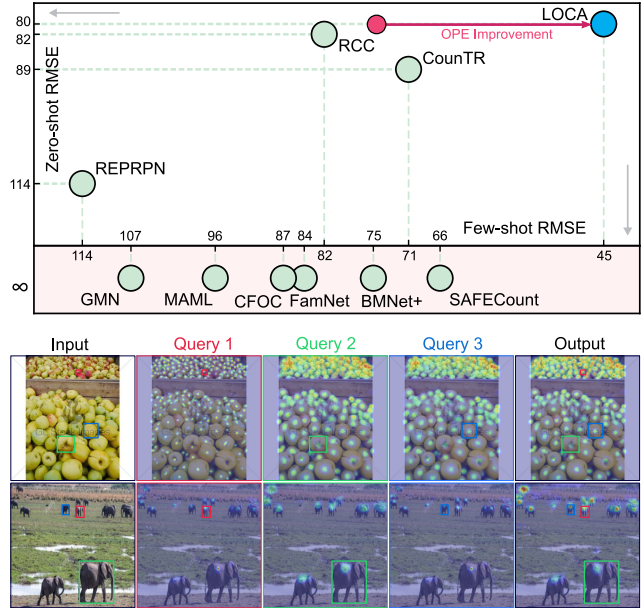 LOCA
80
82
RCC
OPE Improvement
CounTR
89
Zero-shot RMSE
REPRPN
114
107
96
87
84
75
66
Few-shot RMSE
114
82
71
45
∞
GMN
MAML
CFOC
FamNet
BMNet+
SAFECount
Input
Query 1
Query 2
Query 3
Output